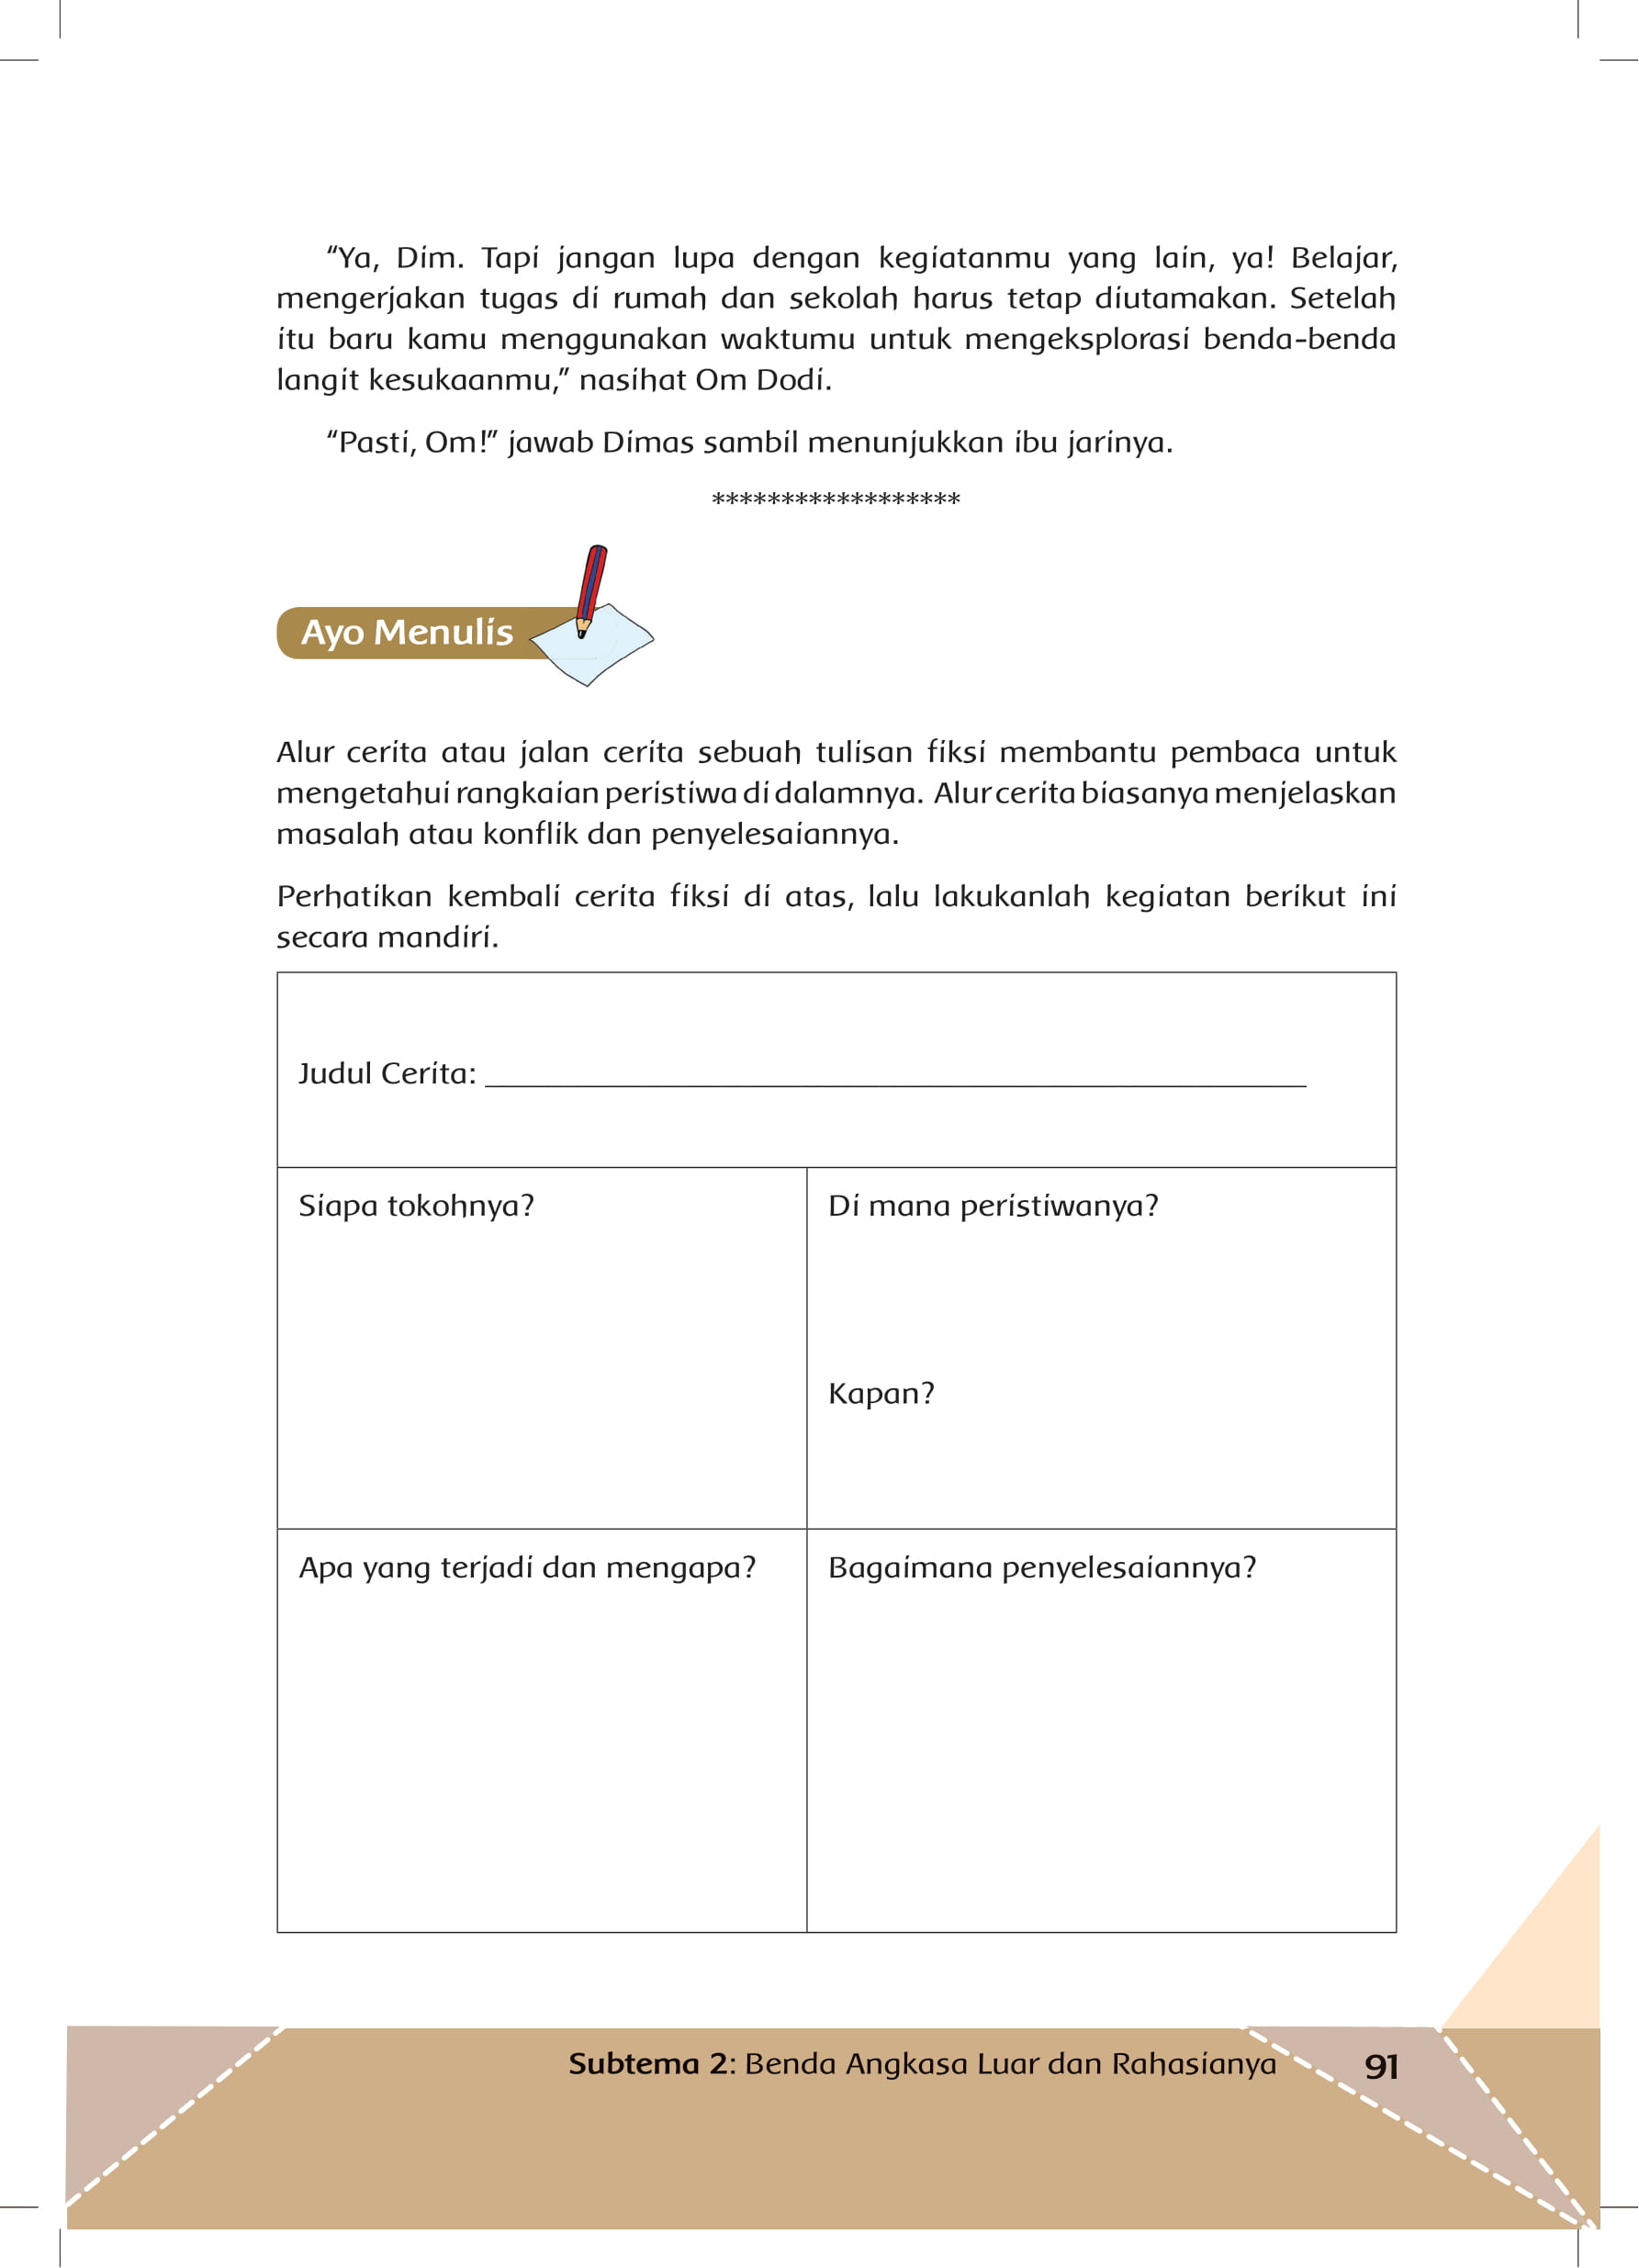 “Ya, Dim. Tapi jangan lupa dengan kegiatanmu yang lain, ya! Belajar,
mengerjakan tugas di rumah dan sekolah harus tetap diutamakan. Setelah
itu baru kamu menggunakan waktumu untuk mengeksplorasi benda-benda
langit kesukaanmu,” nasihat Om Dodi.
“Pasti, Om!” jawab Dimas sambil menunjukkan ibu jarinya.
******************
Ayo Menulis
Alur cerita atau jalan cerita sebuah tulisan fiksi membantu pembaca untuk
mengetahui rangkaian peristiwa di dalamnya. Alur cerita biasanya menjelaskan
masalah atau konflik dan penyelesaiannya.
Perhatikan kembali cerita fiksi di atas, lalu lakukanlah kegiatan berikut ini
secara mandiri.
Judul Cerita: ____________________________________________________
Siapa tokohnya?
Di mana peristiwanya?
Kapan?
Apa yang terjadi dan mengapa?
Bagaimana penyelesaiannya?
Subtema 2: Benda Angkasa Luar dan Rahasianya 91